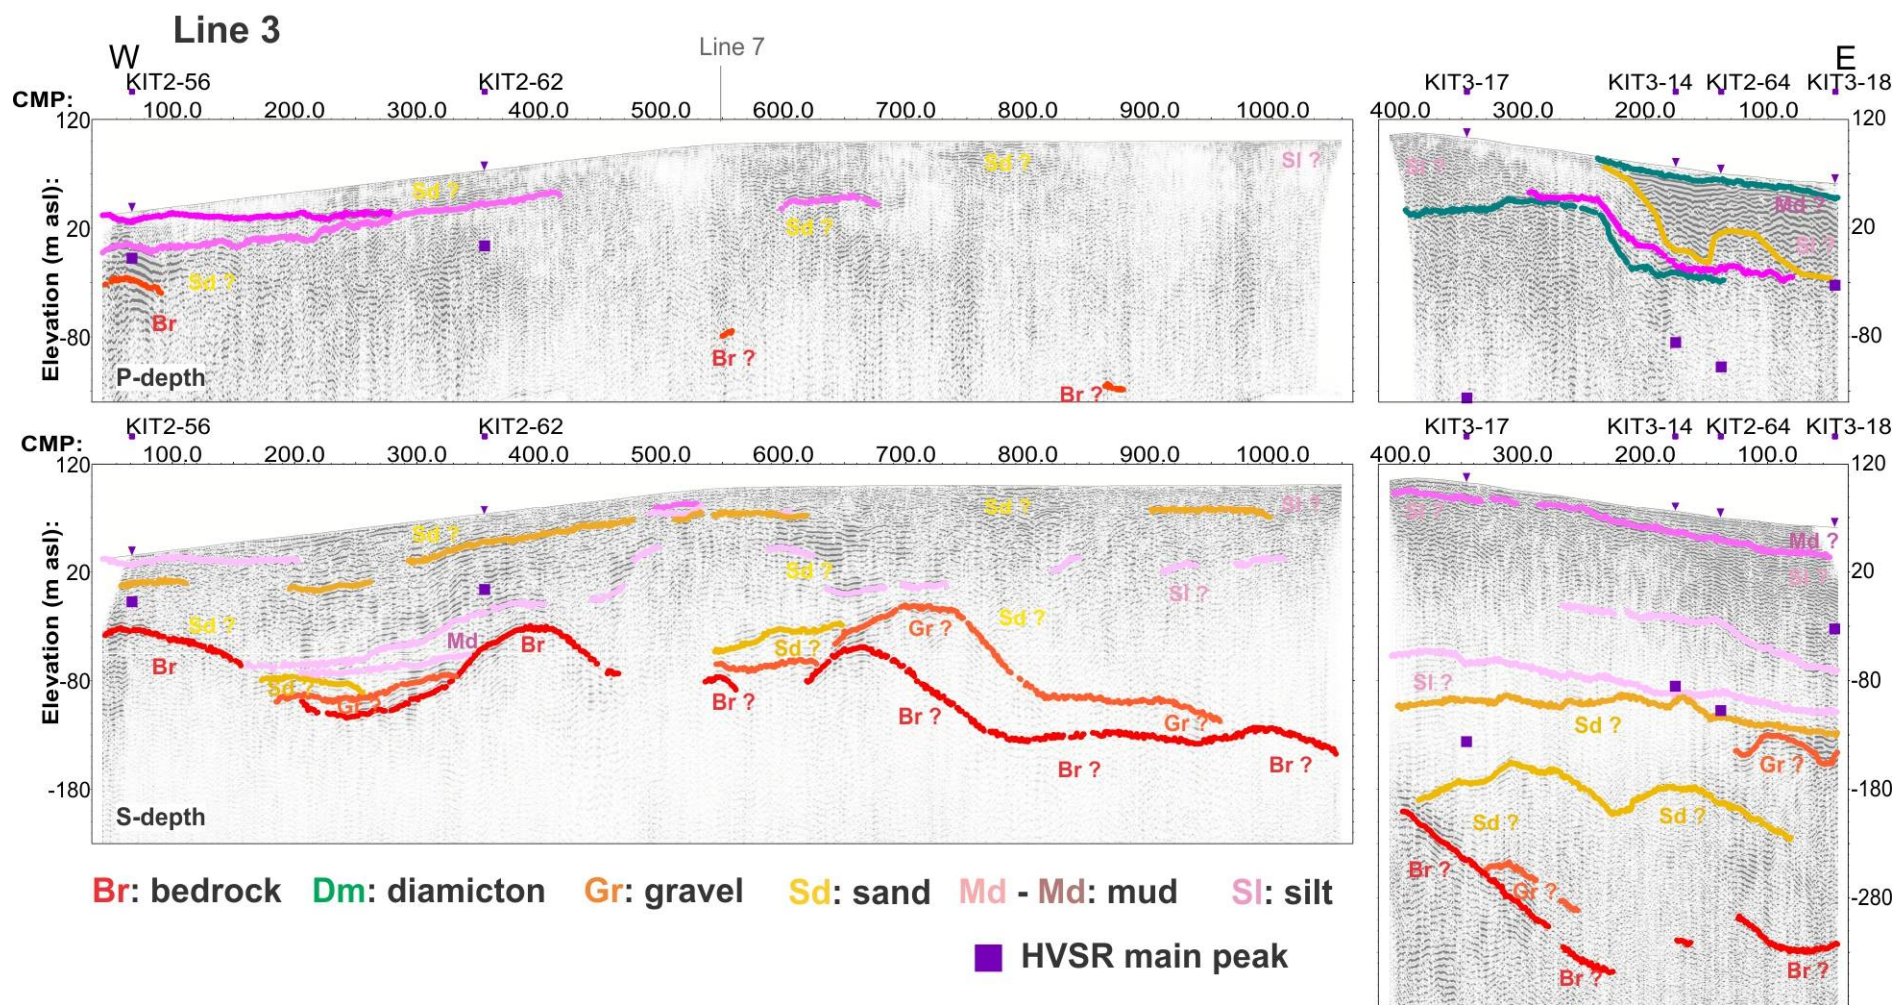 Line 3
Line 7
W
E
KIT2-56 KIT2-62 KIT3-17 KIT3-14 KIT2-64 KIT3-18
CMP: 100.0 200.0 300.0 400.0 500.0 600.0 700.0 800.0 900.0 1000.0 400.0 300.0 200.0 100.0
120 120
Sd ? Sl ? Sl ?
Sd ?
Md ?
20 Sd ? 20
Sl ?
Sd ?
Elevation (m asl):
Br
-80 -80
Br ?
P-depth
Br ?
KIT2-56 KIT2-62 KIT3-17 KIT3-14 KIT2-64 KIT3-18
CMP: 100.0 200.0 300.0 400.0 500.0 600.0 700.0 800.0 900.0 1000.0 400.0 300.0 200.0 100.0
120 120
Sd ? Sl ? Sl ?
Sd ?
Md ?
20 Sd ? 20
Sl ?
Sl ?
Sd ? Sd ?
Gr ?
Md Br Sd ?
Elevation (m asl):
Br
-80 Sd ? Sl ? -80
Br ?
Gr ?
Br ? Gr ? Sd ?
Br ? Br ? Gr ?
-180 -180
S-depth
Sd ? Sd ?
Br ?
Gr ?
-280
Br ? Br ?
Br: bedrock Dm: diamicton Gr: gravel Sd: sand Md - Md: mud Sl: silt
HVSR main peak